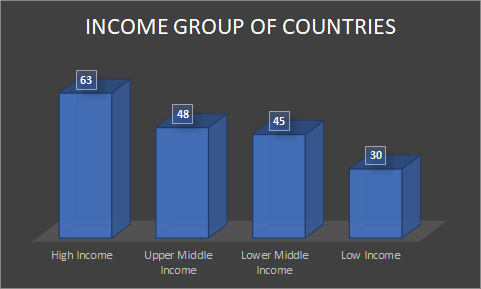 INCOME GROUP OF COUNTRIES
63
48
45
30
High Income
Upper Middle
Income
Lower Middle
Income
Low Income